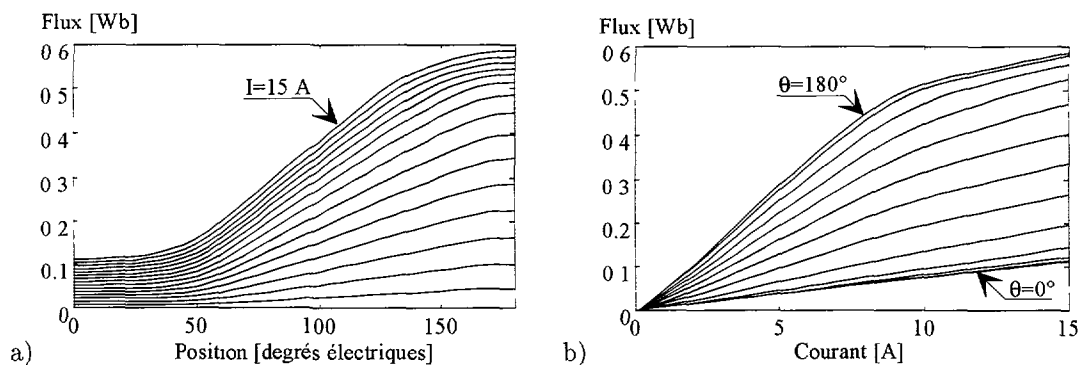 Flux [Wb]
0 6
0 5
0 4
0 3
0 2
0 1
0
I=15 A
0
50
100
150
a)
Position [degrés électriques]
Flux [Wb]
0 6
0 5
0 4
0 3
0 2
0 1
0
θ=180°
θ=0°
0
5
10
15
b)
Courant [A]